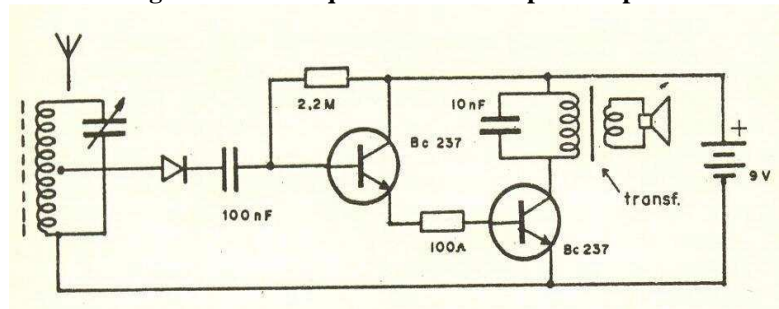 2,2M
10nF
Bc 237
+
9V
transf.
100nF
100A
Bc 237